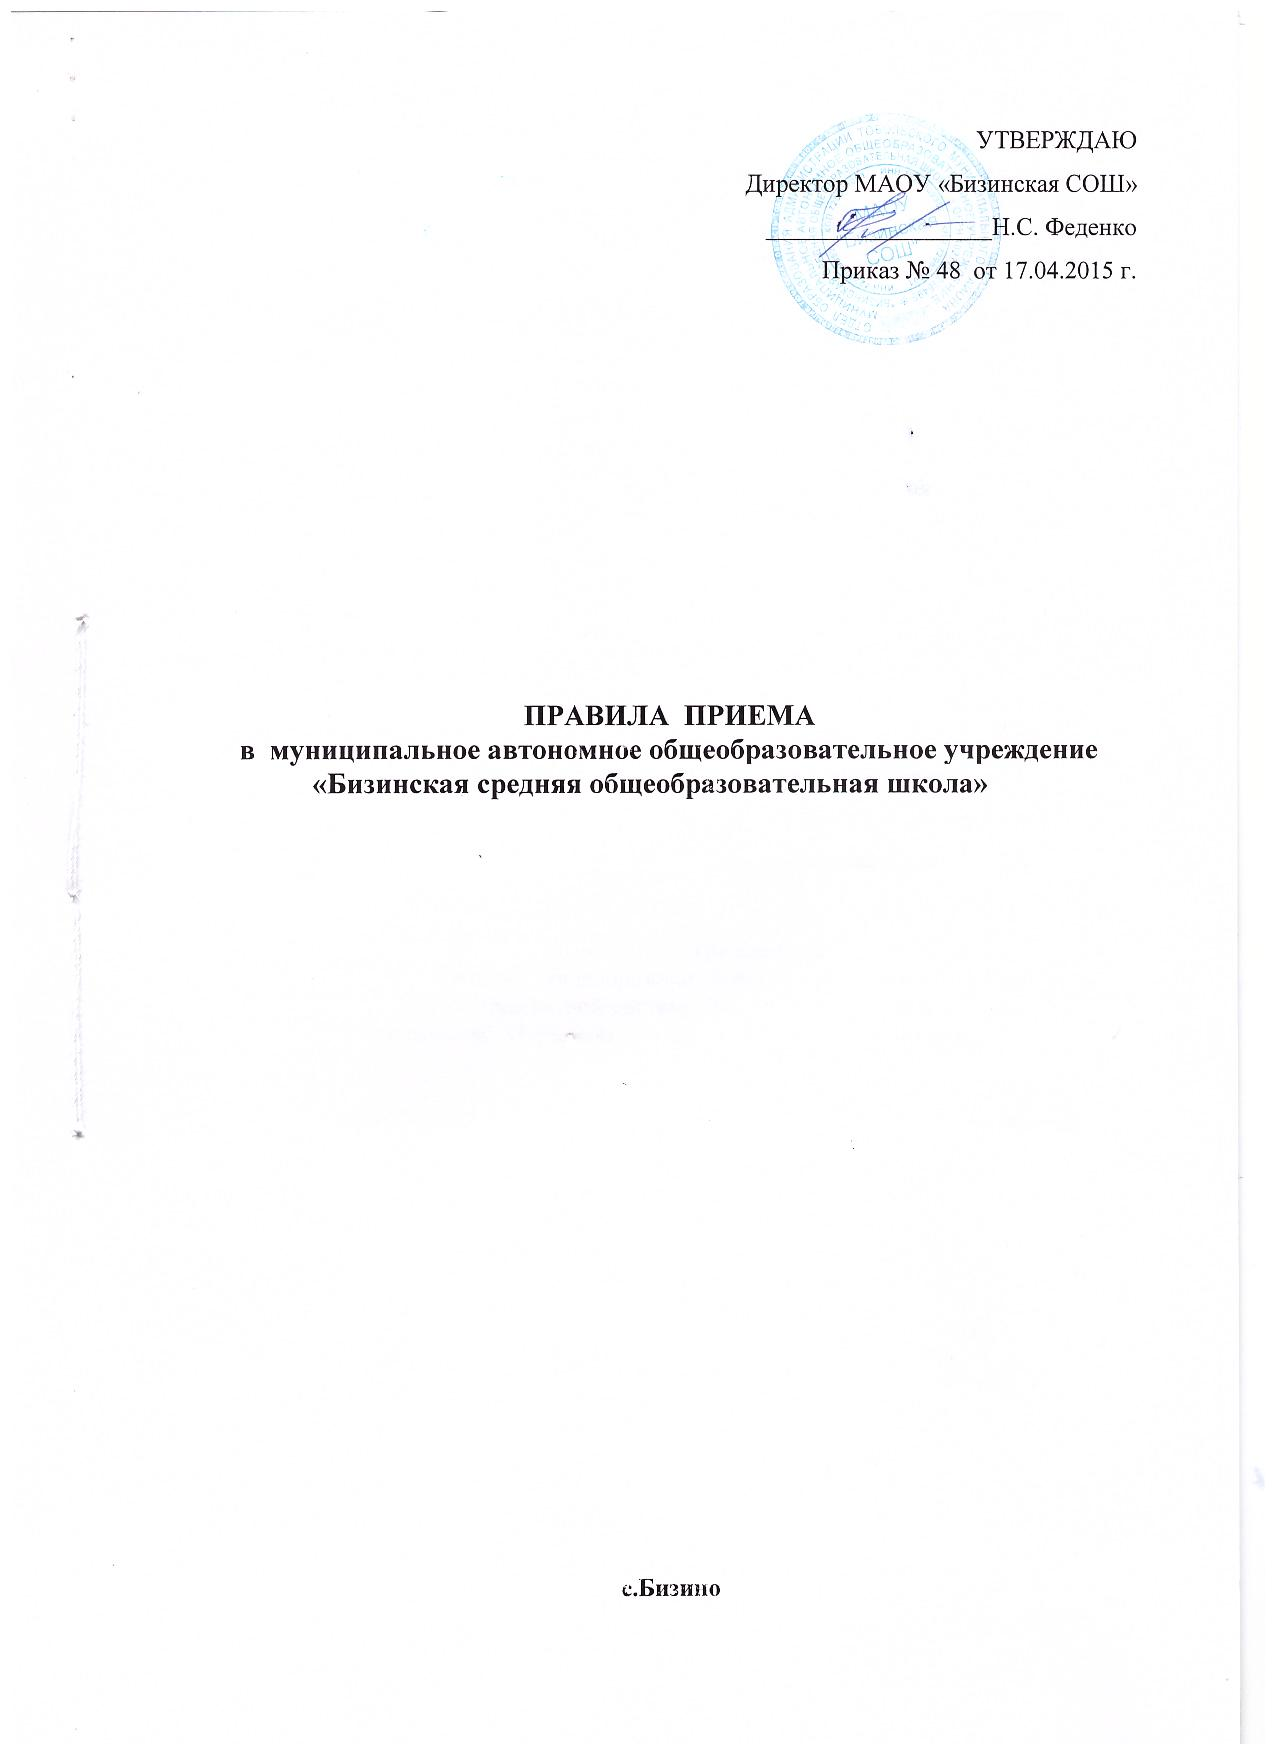 УТВЕРЖДАЮ
Директор МАОУ «Бизинская СОШ»
Н.С. Феденко
Приказ № 48 от 17.04.2015 г.
ПРАВИЛА ПРИЕМА
в муниципальное автономное общеобразовательное учреждение
«Бизинская средняя общеобразовательная школа»
с.Бизино